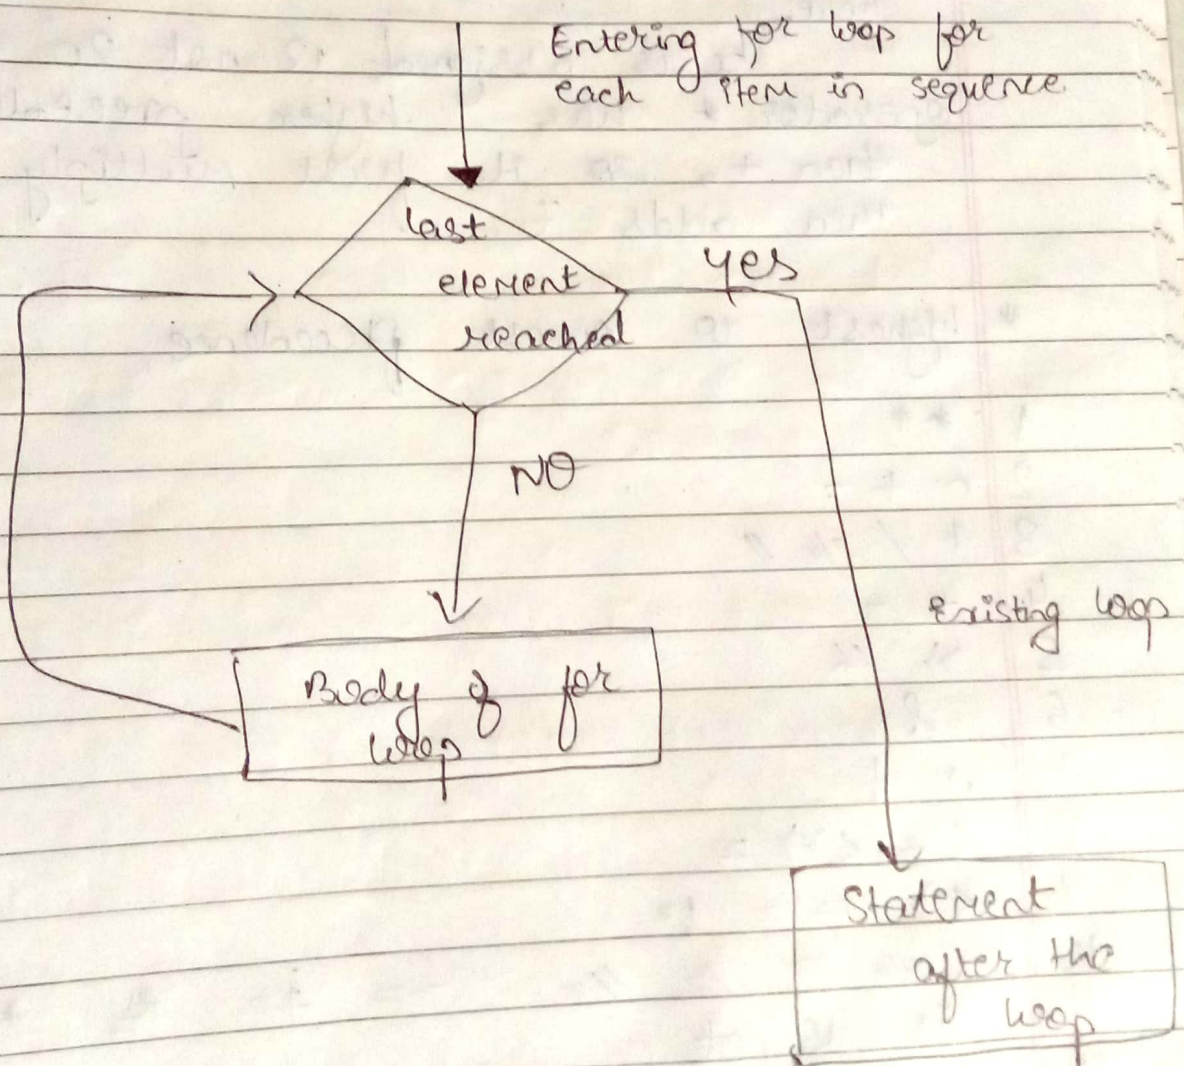 Entering for loop for
each item in sequence
last
element
reached
yes
NO
Existing loop
Body of for
loop
Statement
after the
loop